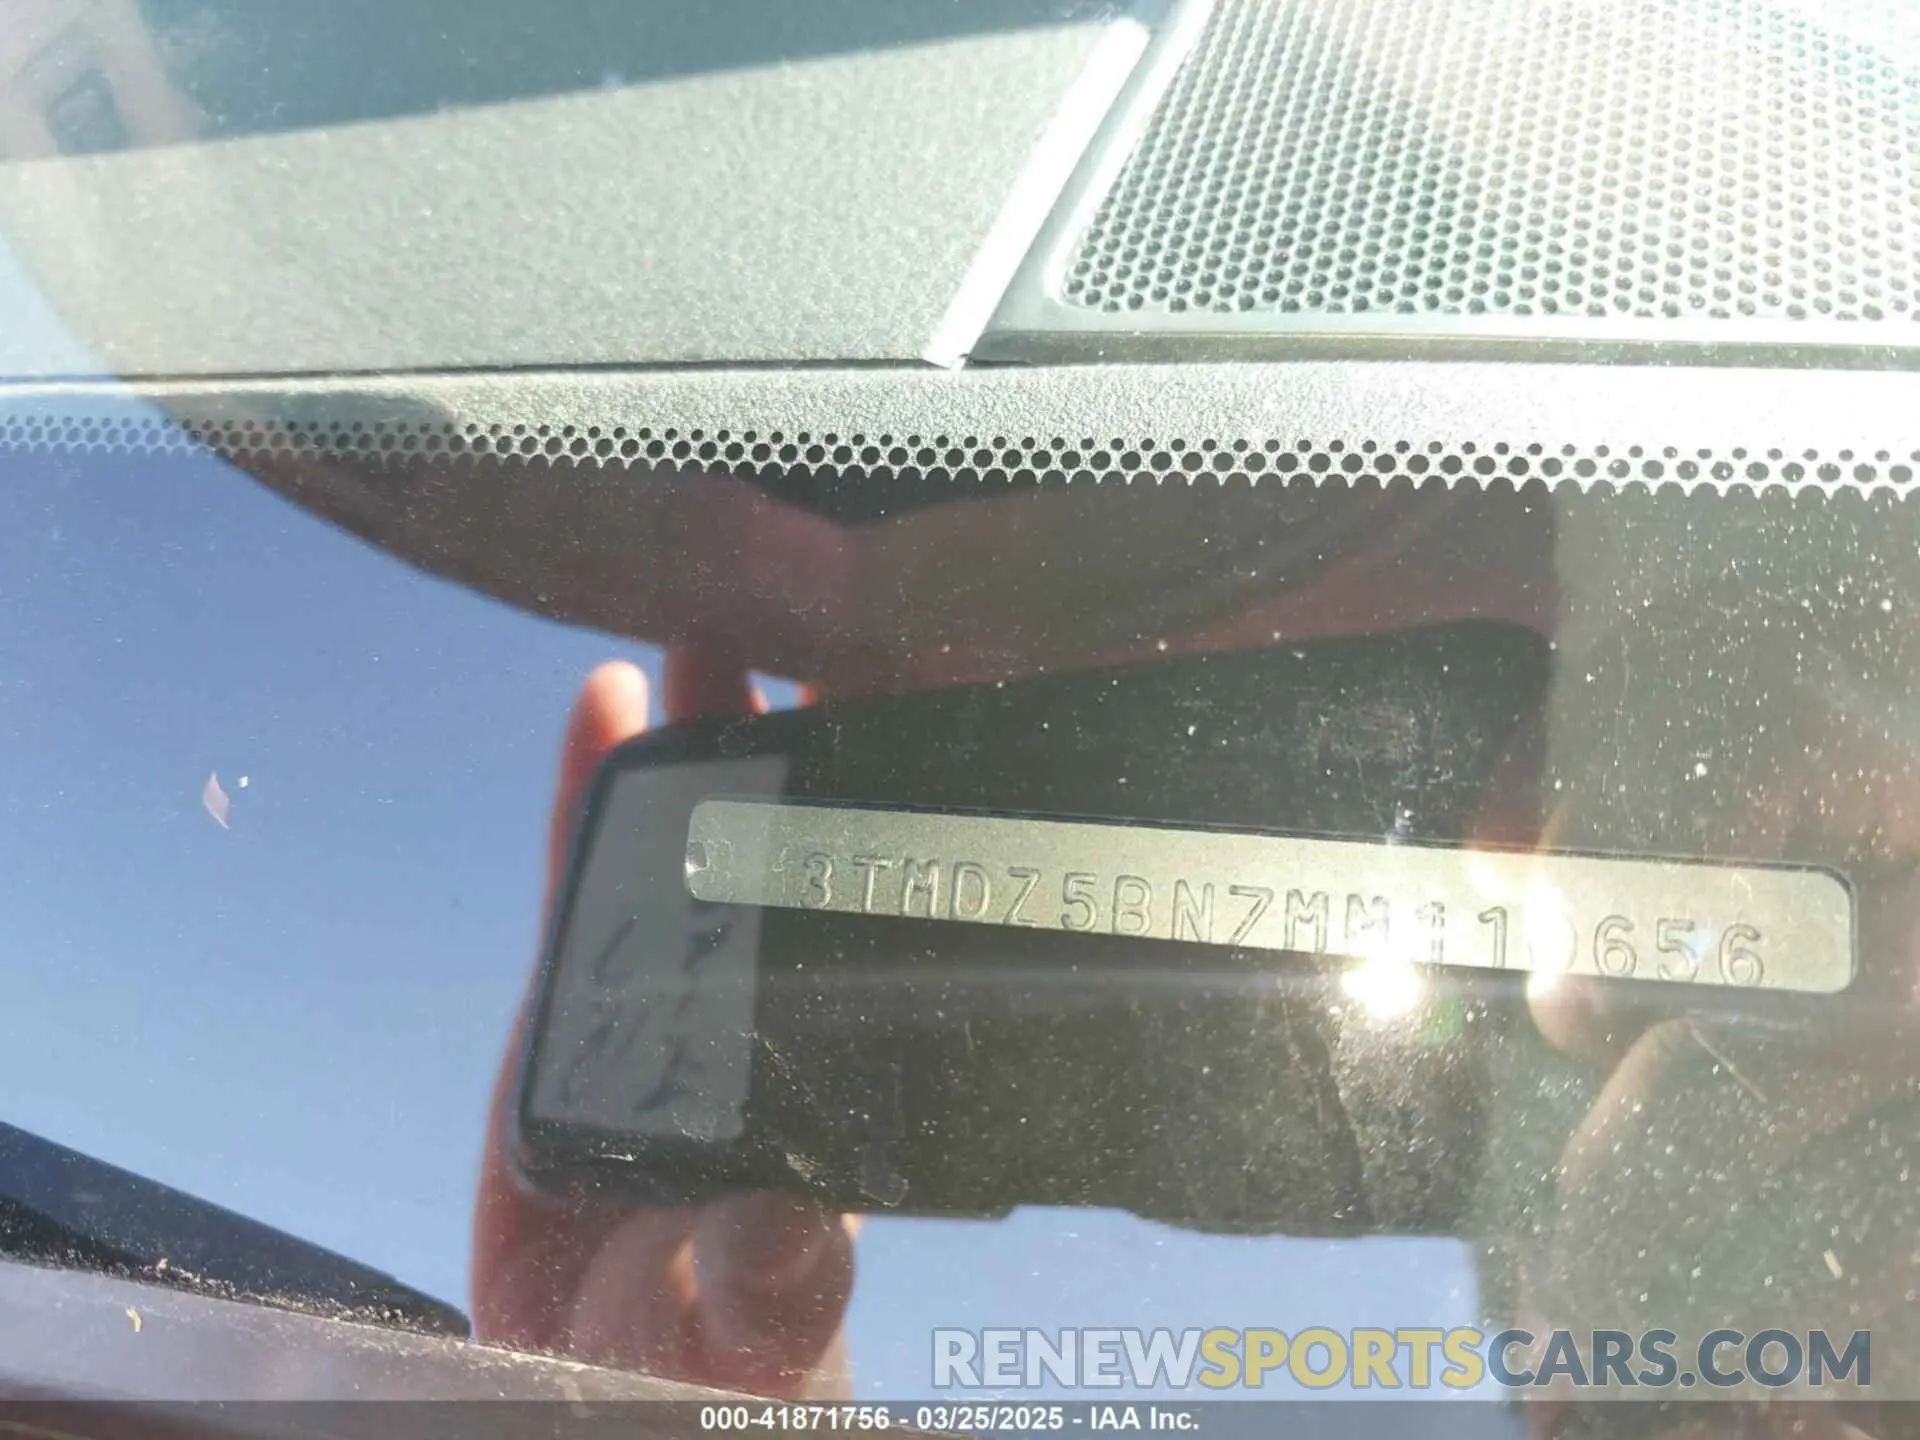 3TMDZ5BN7MM110656
RENEWSPORTSCARS.COM
000-41871756 - 03/25/2025 - IAA Inc.